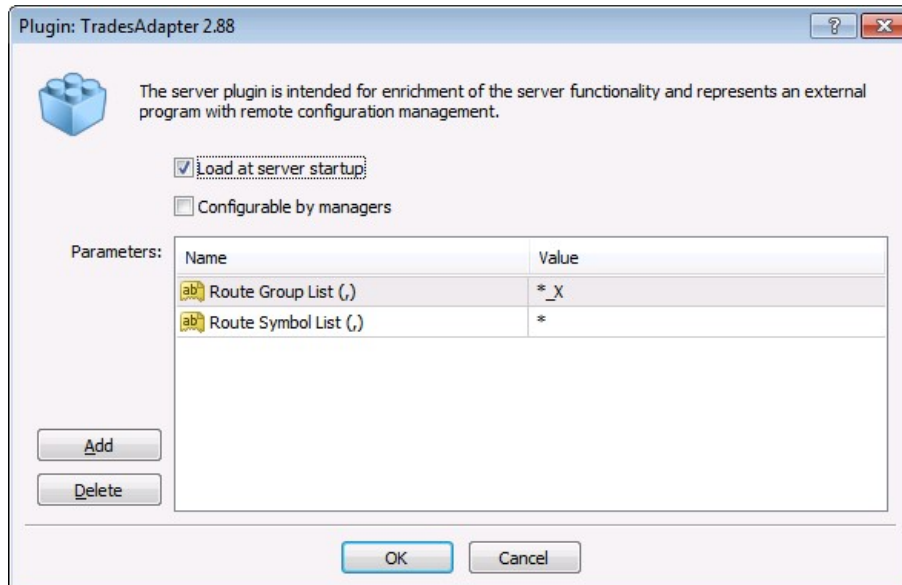 Plugin: TradesAdapter 2.88
The server plugin is intended for enrichment of the server functionality and represents an external
program with remote configuration management.
Load at server startup
Configurable by managers
Parameters:
Name Value
ab Route Group List (,) *_X
ab Route Symbol List (,) *
Add
Delete
OK Cancel